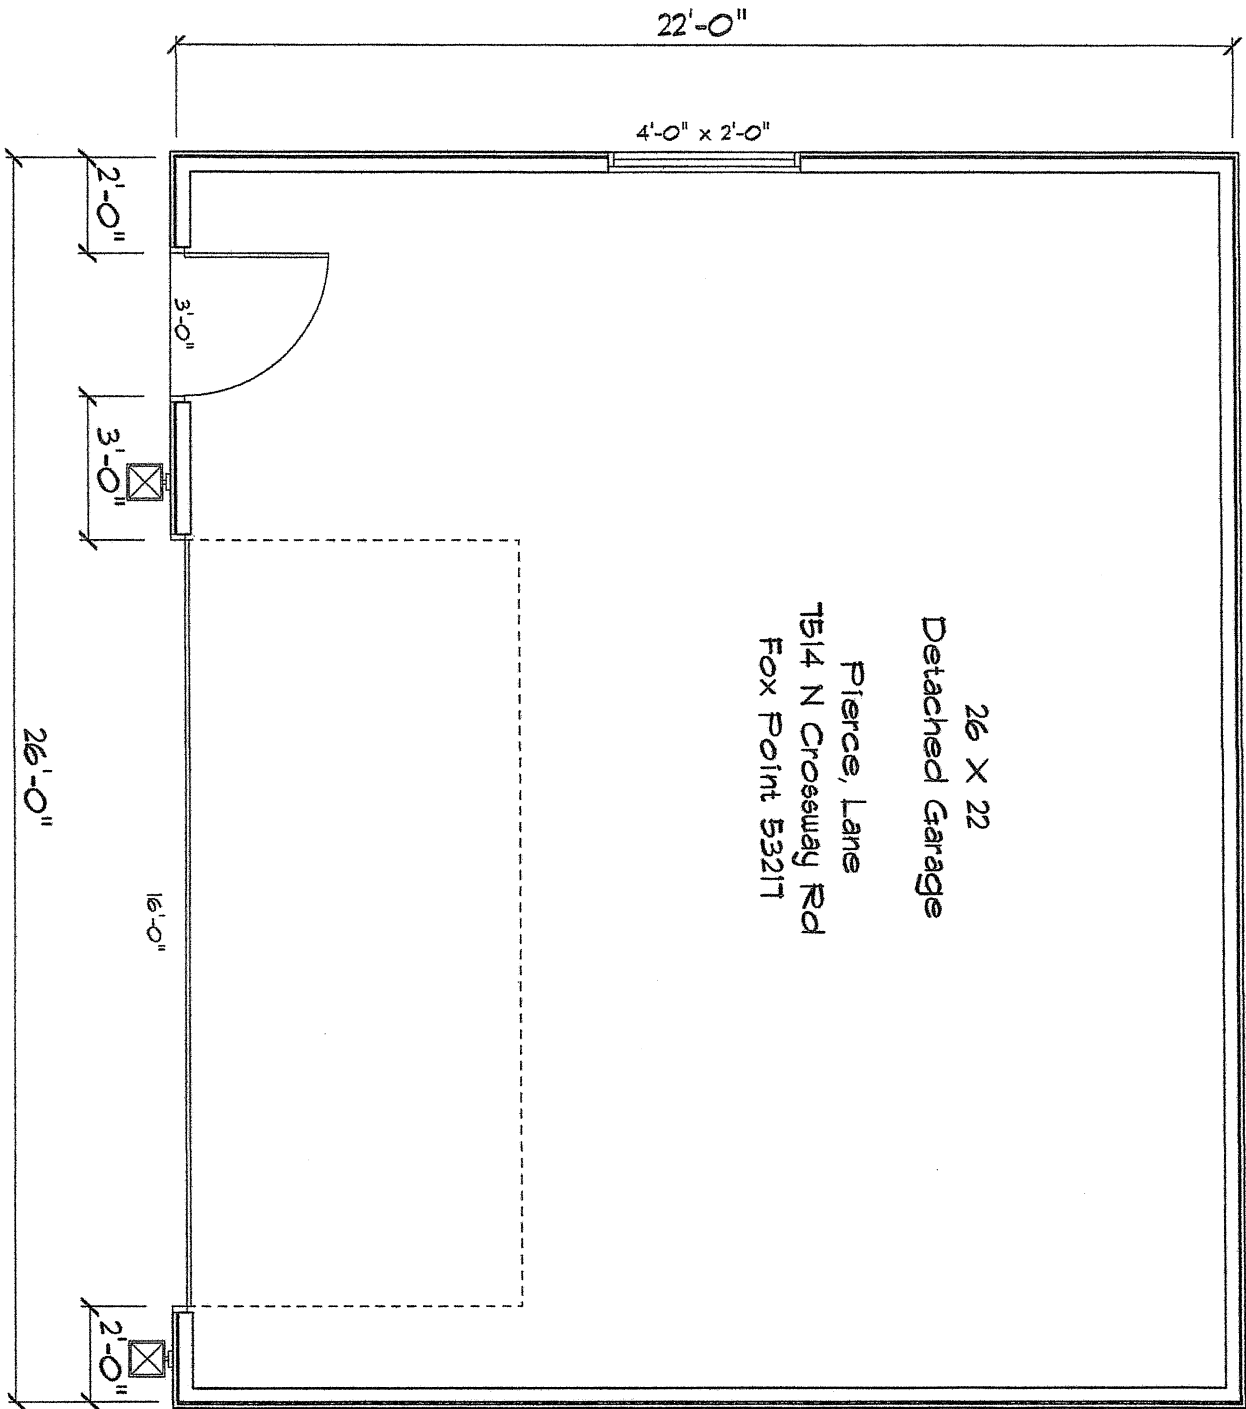 22'-0"
4'-0" x 2'-0"
2'-0"
3'-0"
3'-0"
26 X 22
Detached Garage
Pierce, Lane
7514 N Crossway Rd
Fox Point 53217
26'-0"
16'-0"
2'-0"